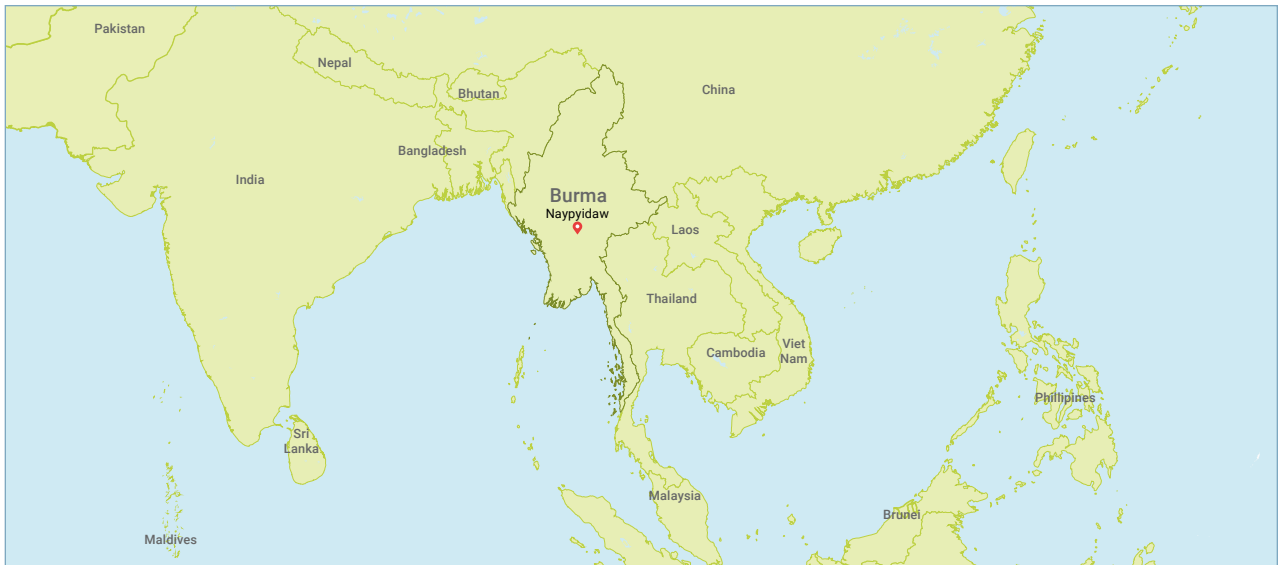 Pakistan
Nepal
China
Bhutan
Bangladesh
India
Burma
Naypyidaw
Laos
Thailand
Viet
Nam
Cambodia
Phillipines
Sri
Lanka
Malaysia
Brunei
Maldives